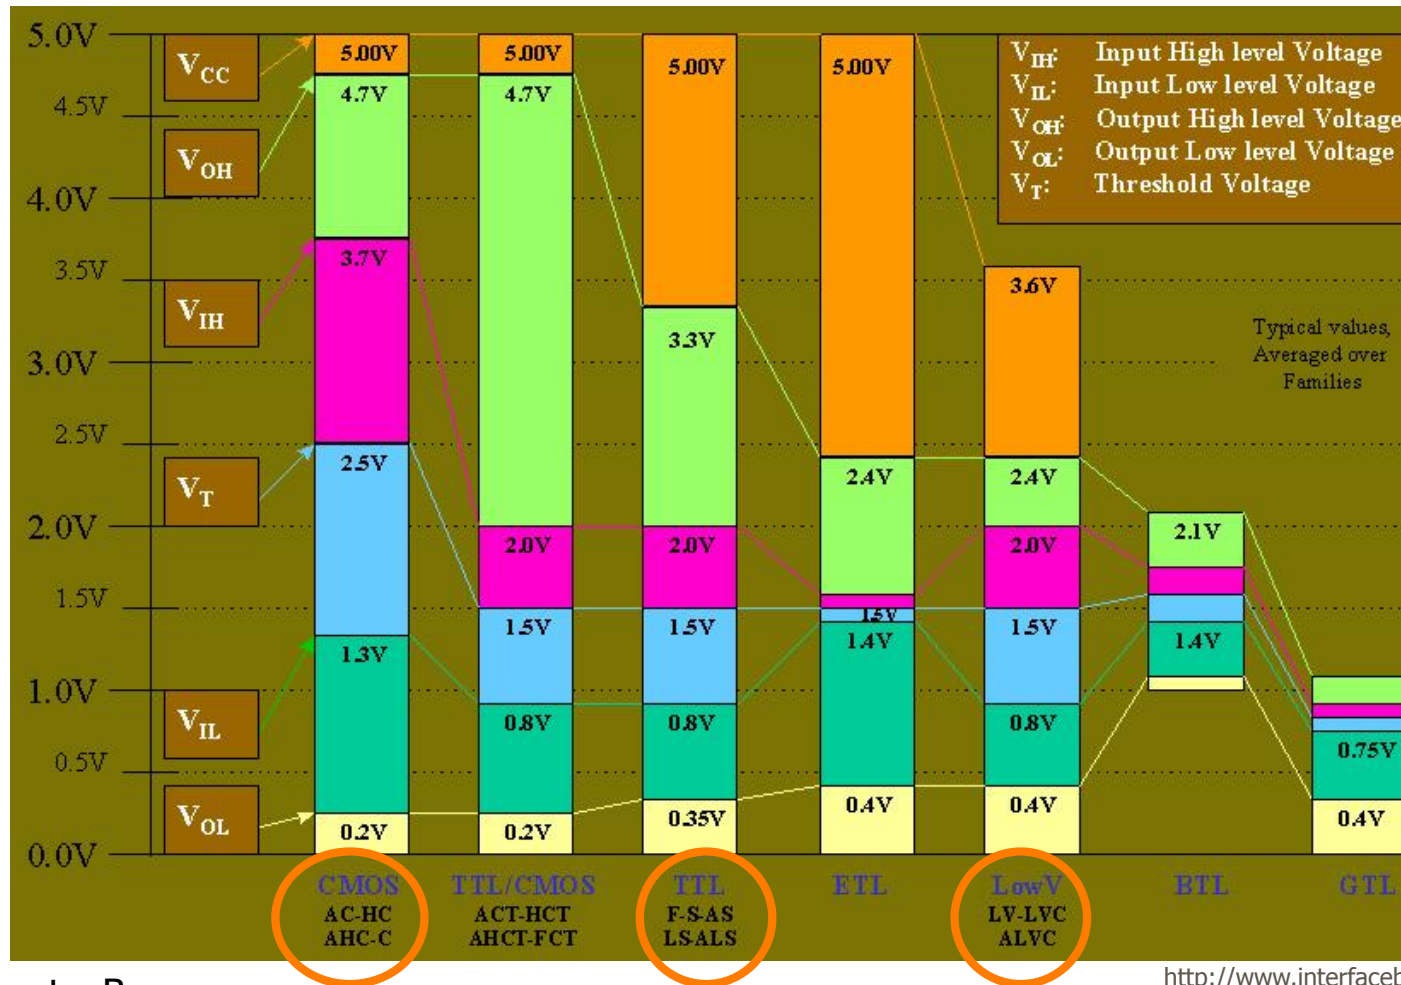 5.0V
4.5V
4.0V
3.5V
3.0V
2.5V
2.0V
1.5V
1.0V
0.5V
0.0V
VCC
VOH
VIH
VT
VIL
VOL
5.00V
4.7V
3.7V
2.5V
1.3V
0.2V
5.00V
4.7V
2.0V
1.5V
0.8V
0.2V
5.00V
3.3V
2.0V
1.5V
0.8V
0.35V
5.00V
2.4V
1.5V
1.4V
0.4V
3.6V
2.4V
2.0V
1.5V
0.8V
0.4V
2.1V
1.4V
0.75V
0.4V
VIH: Input High level Voltage
VIL: Input Low level Voltage
VOH: Output High level Voltage
VOL: Output Low level Voltage
VT: Threshold Voltage
Typical values,
Averaged over
Families
CMOS
AC-HC
AHC-C
TTL/CMOS
ACT-HCT
AHCT-FCT
TTL
F-S-AS
LS-ALS
ETL
LowV
LV-LVC
ALVC
BTL
GTL
http://www.interfaceb